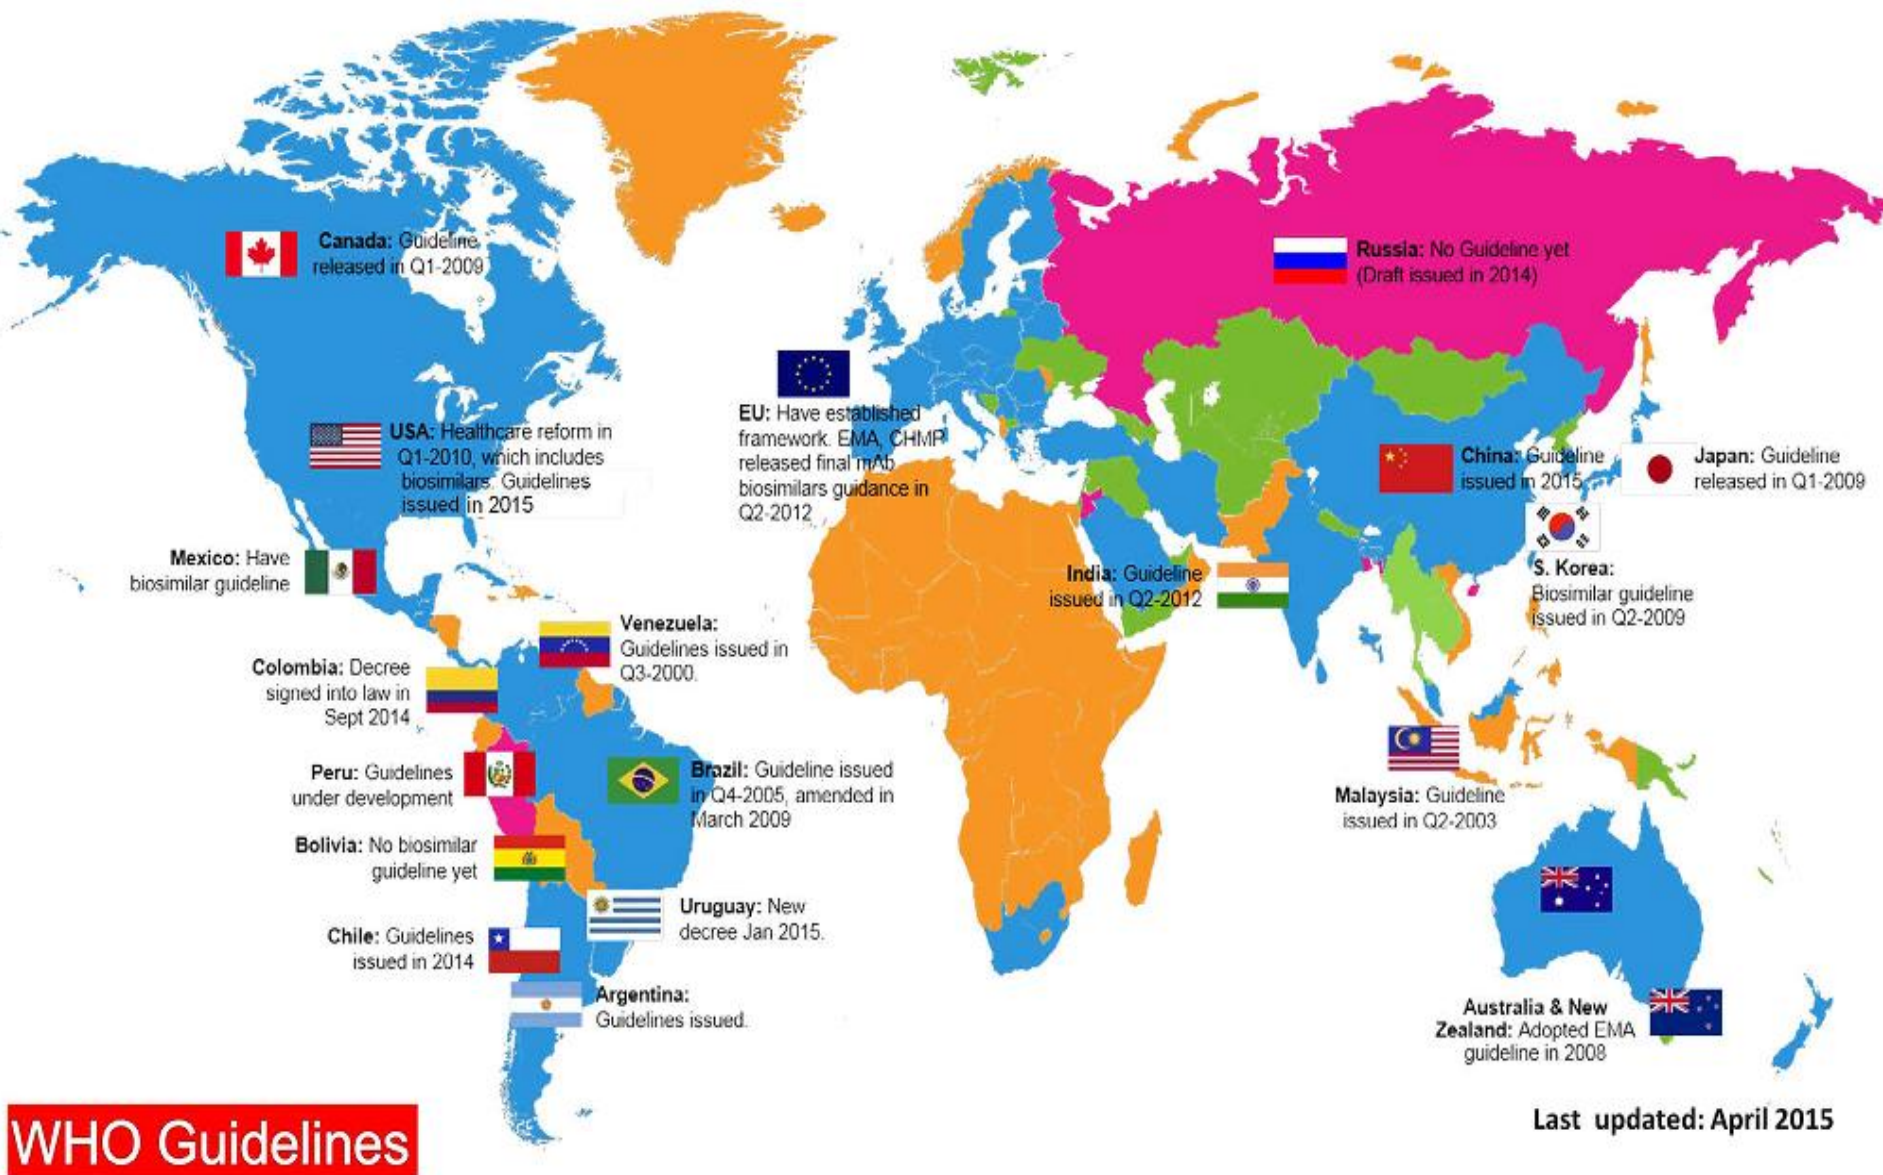 Canada: Guideline
released in Q1-2009
Russia: No Guideline yet
(Draft issued in 2014)
EU: Have established
framework. EMA, CHMP
released final mAb
biosimilars guidance in
Q2-2012
USA: Healthcare reform in
Q1-2010, which includes
biosimilars. Guidelines
issued in 2015
China: Guideline
issued in 2015
Japan: Guideline
released in Q1-2009
Mexico: Have
biosimilar guideline
India: Guideline
issued in Q2-2012
S. Korea:
Biosimilar guideline
issued in Q2-2009
Venezuela:
Guidelines issued in
Q3-2000.
Colombia: Decree
signed into law in
Sept 2014
Peru: Guidelines
under development
Brazil: Guideline issued
in Q4-2005, amended in
March 2009
Malaysia: Guideline
issued in Q2-2003
Bolivia: No biosimilar
guideline yet
Uruguay: New
decree Jan 2015.
Chile: Guidelines
issued in 2014
Argentina:
Guidelines issued.
Australia & New
Zealand: Adopted EMA
guideline in 2008
Last updated: April 2015
WHO Guidelines